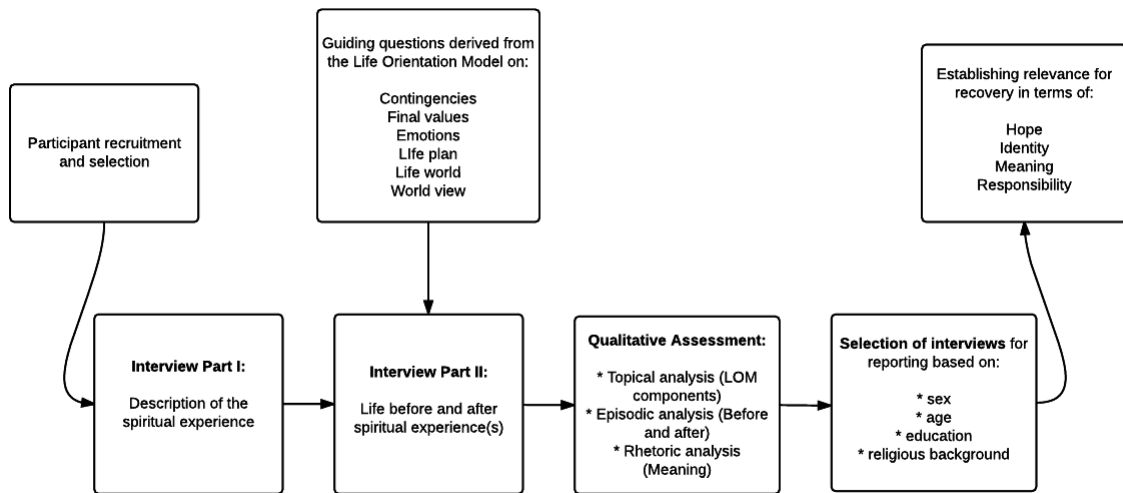 Participant recruitment
and selection
Guiding questions derived from
the Life Orientation Model on:
Contingencies
Final values
Emotions
LIfe plan
Life world
World view
Establishing relevance for
recovery in terms of:
Hope
Identity
Meaning
Responsibility
Interview Part I:
Description of the
spiritual experience
Interview Part II:
Life before and after
spiritual experience(s)
Qualitative Assessment:
* Topical analysis (LOM
components)
* Episodic analysis (Before
and after)
* Rhetoric analysis
(Meaning)
Selection of interviews for
reporting based on:
* sex
* age
* education
* religious background